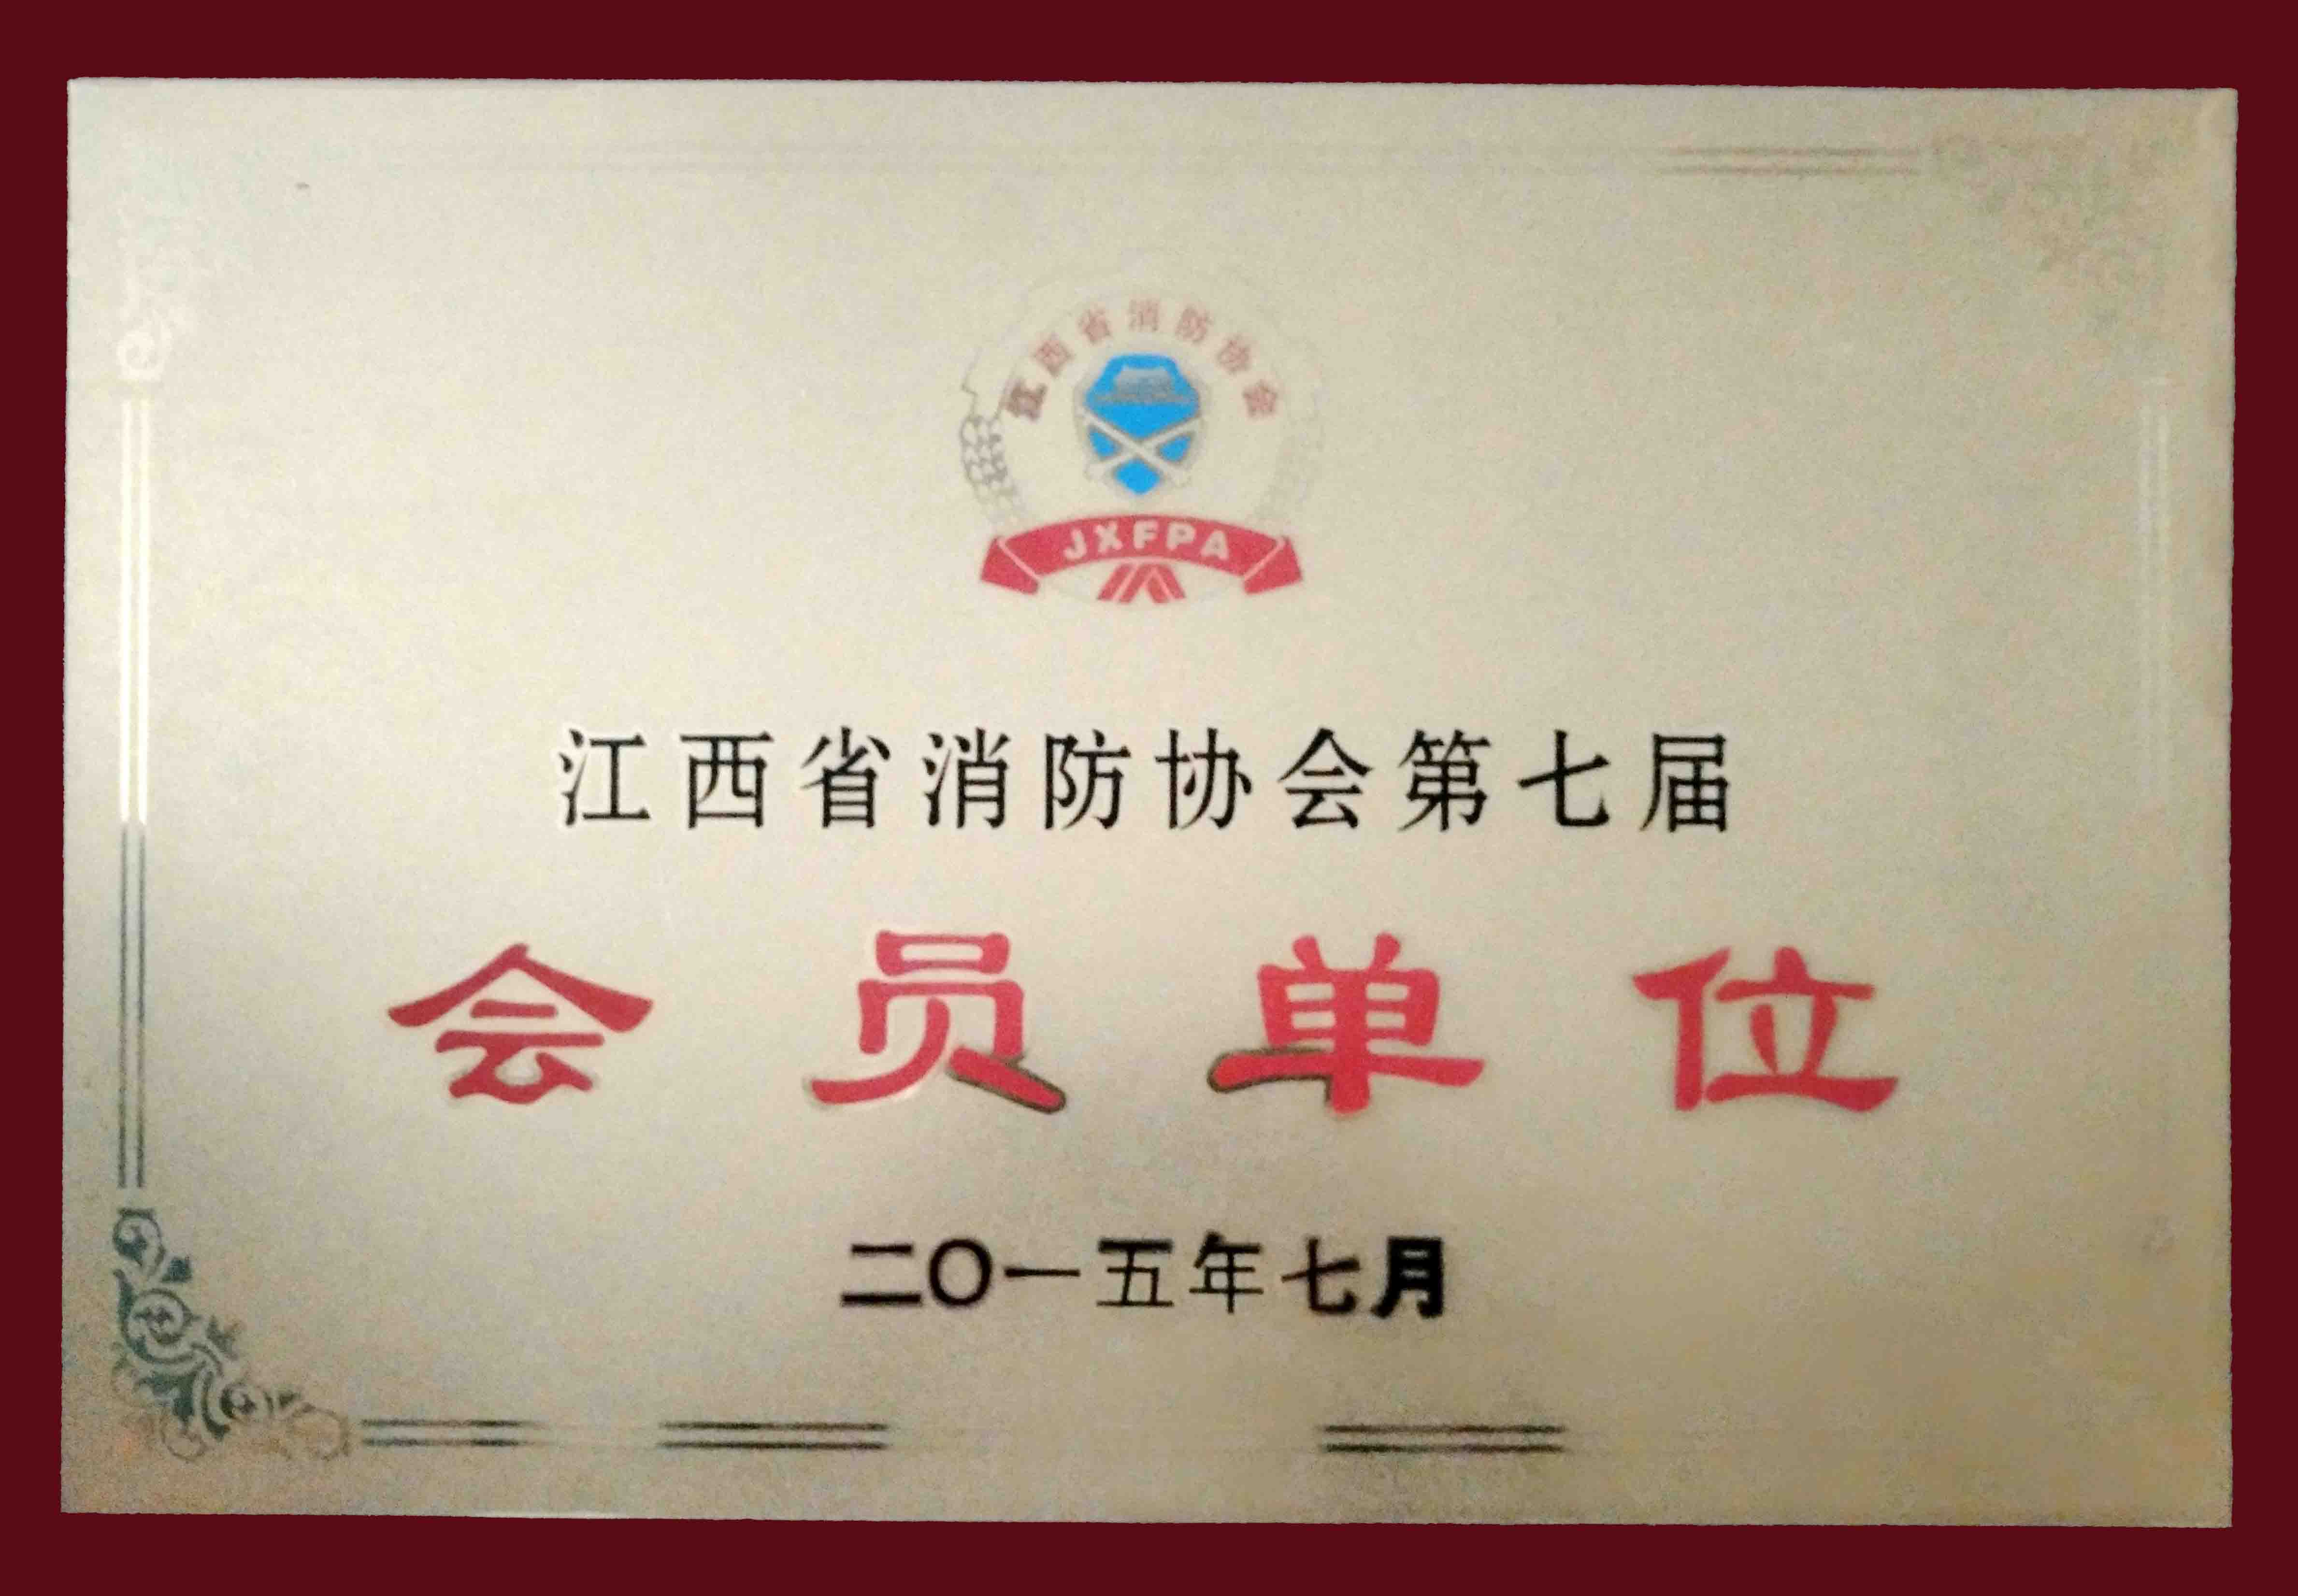 江西省消防协会
JXFPA
江西省消防协会第七届
会员单位
二〇一五年七月